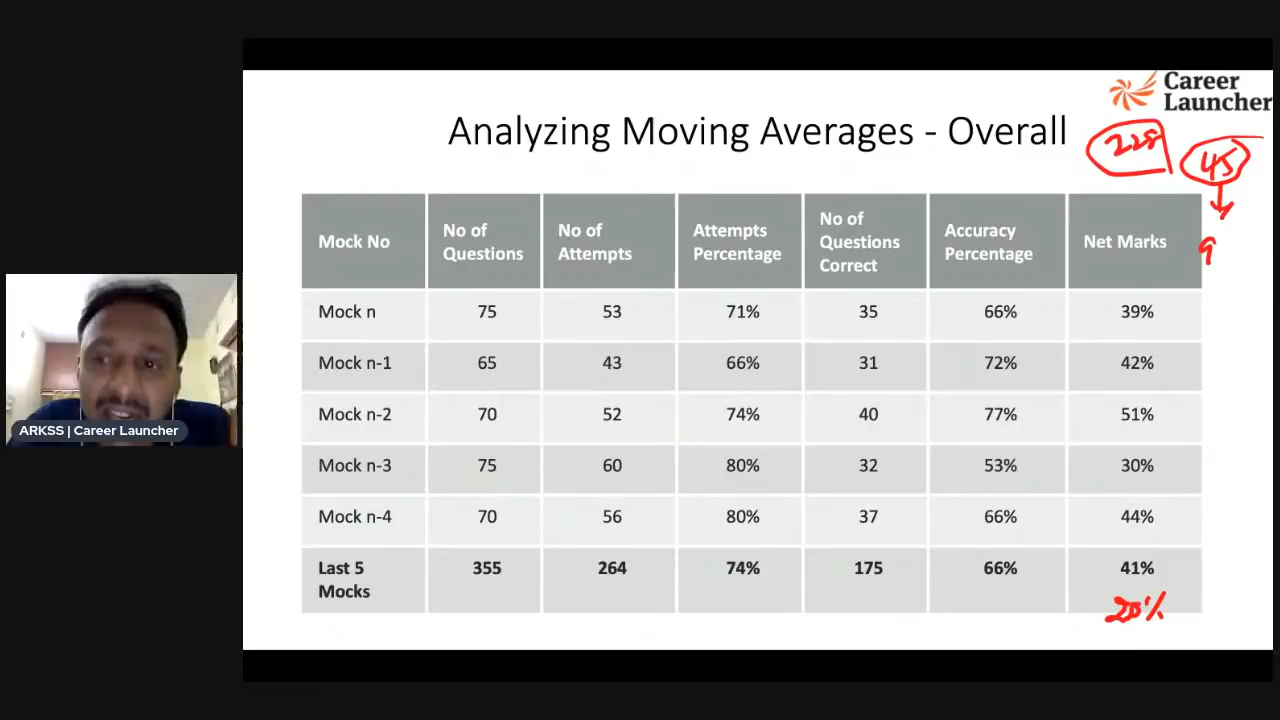 Career
Launcher
Analyzing Moving Averages - Overall
228
45
9
Mock No
No of Questions
No of Attempts
Attempts Percentage
No of Questions Correct
Accuracy Percentage
Net Marks
Mock n 75 53 71% 35 66% 39%
Mock n-1 65 43 66% 31 72% 42%
Mock n-2 70 52 74% 40 77% 51%
Mock n-3 75 60 80% 32 53% 30%
Mock n-4 70 56 80% 37 66% 44%
Last 5 Mocks 355 264 74% 175 66% 41%
20%
ARKSS | Career Launcher